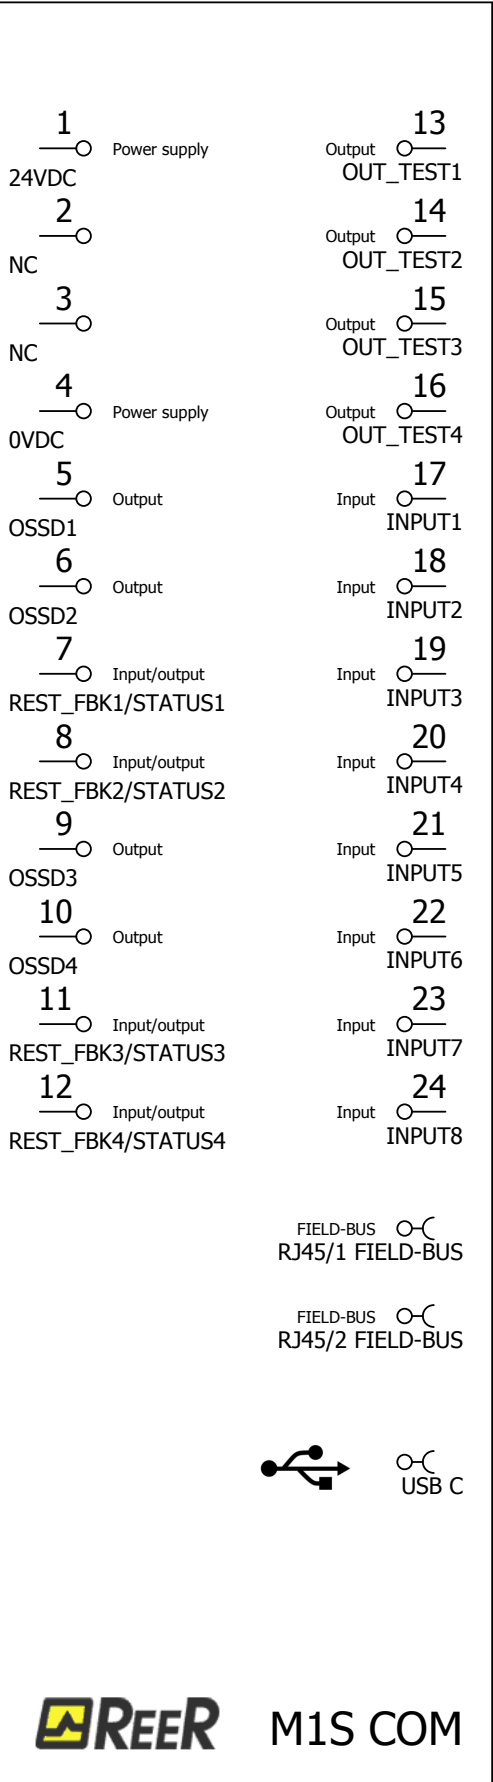 1
Power supply
24VDC
2
NC
3
NC
4
Power supply
0VDC
5
Output
OSSD1
6
Output
OSSD2
7
Input/output
REST_FBK1/STATUS1
8
Input/output
REST_FBK2/STATUS2
9
Output
OSSD3
10
Output
OSSD4
11
Input/output
REST_FBK3/STATUS3
12
Input/output
REST_FBK4/STATUS4
13
Output
OUT_TEST1
14
Output
OUT_TEST2
15
Output
OUT_TEST3
16
Output
OUT_TEST4
17
Input
INPUT1
18
Input
INPUT2
19
Input
INPUT3
20
Input
INPUT4
21
Input
INPUT5
22
Input
INPUT6
23
Input
INPUT7
24
Input
INPUT8
FIELD-BUS
RJ45/1 FIELD-BUS
FIELD-BUS
RJ45/2 FIELD-BUS
USB C
REER M1S COM